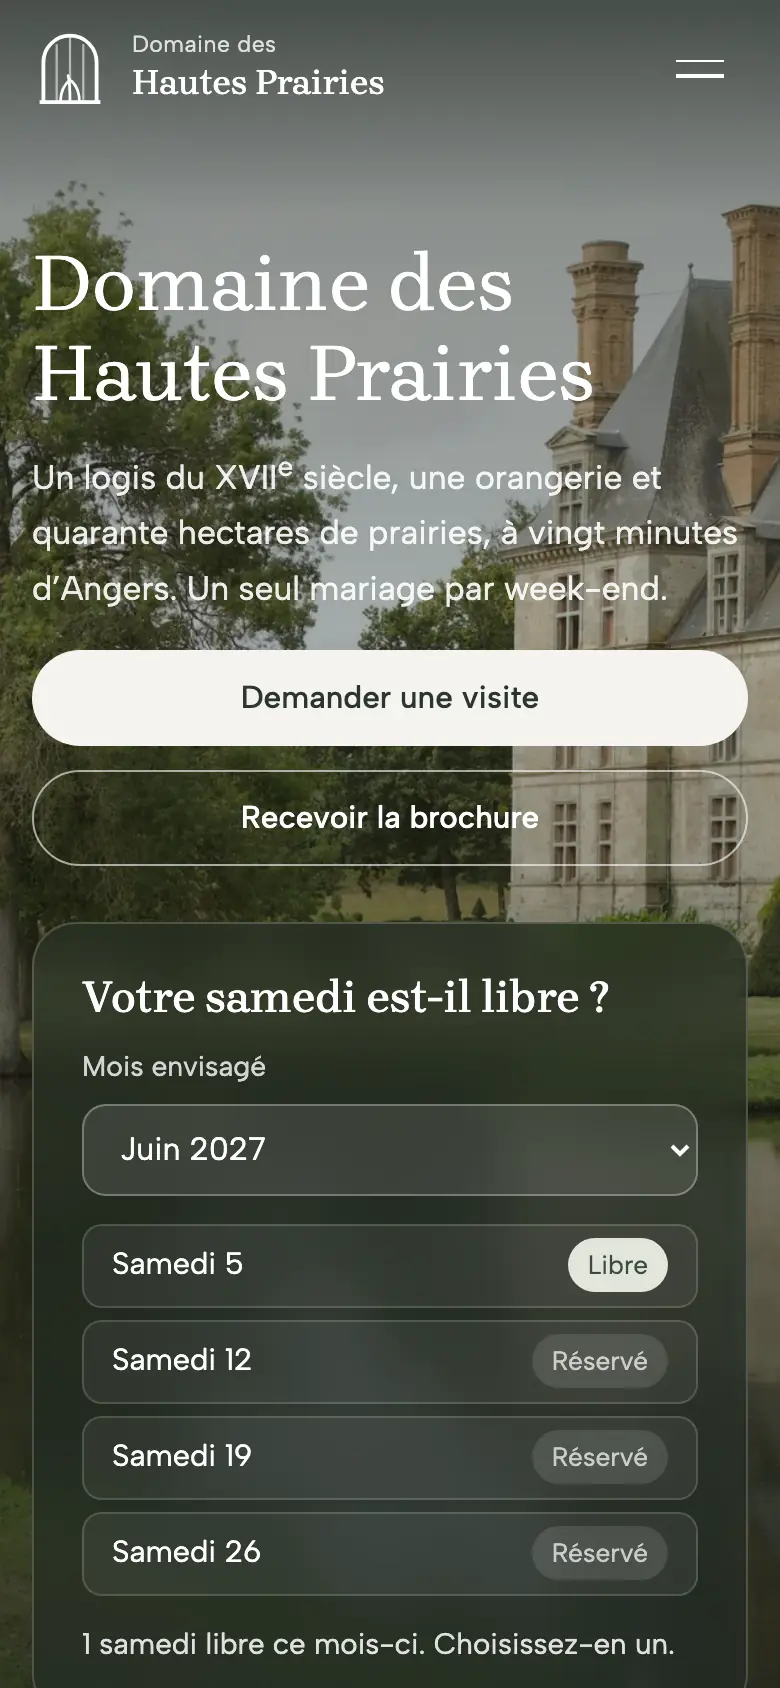 Domaine des
Hautes Prairies
Domaine des
Hautes Prairies
Un logis du XVIIe siècle, une orangerie et
quarante hectares de prairies, à vingt minutes
d’Angers. Un seul mariage par week-end.
Demander une visite
Recevoir la brochure
Votre samedi est-il libre ?
Mois envisagé
Juin 2027
Samedi 5 Libre
Samedi 12 Réservé
Samedi 19 Réservé
Samedi 26 Réservé
1 samedi libre ce mois-ci. Choisissez-en un.